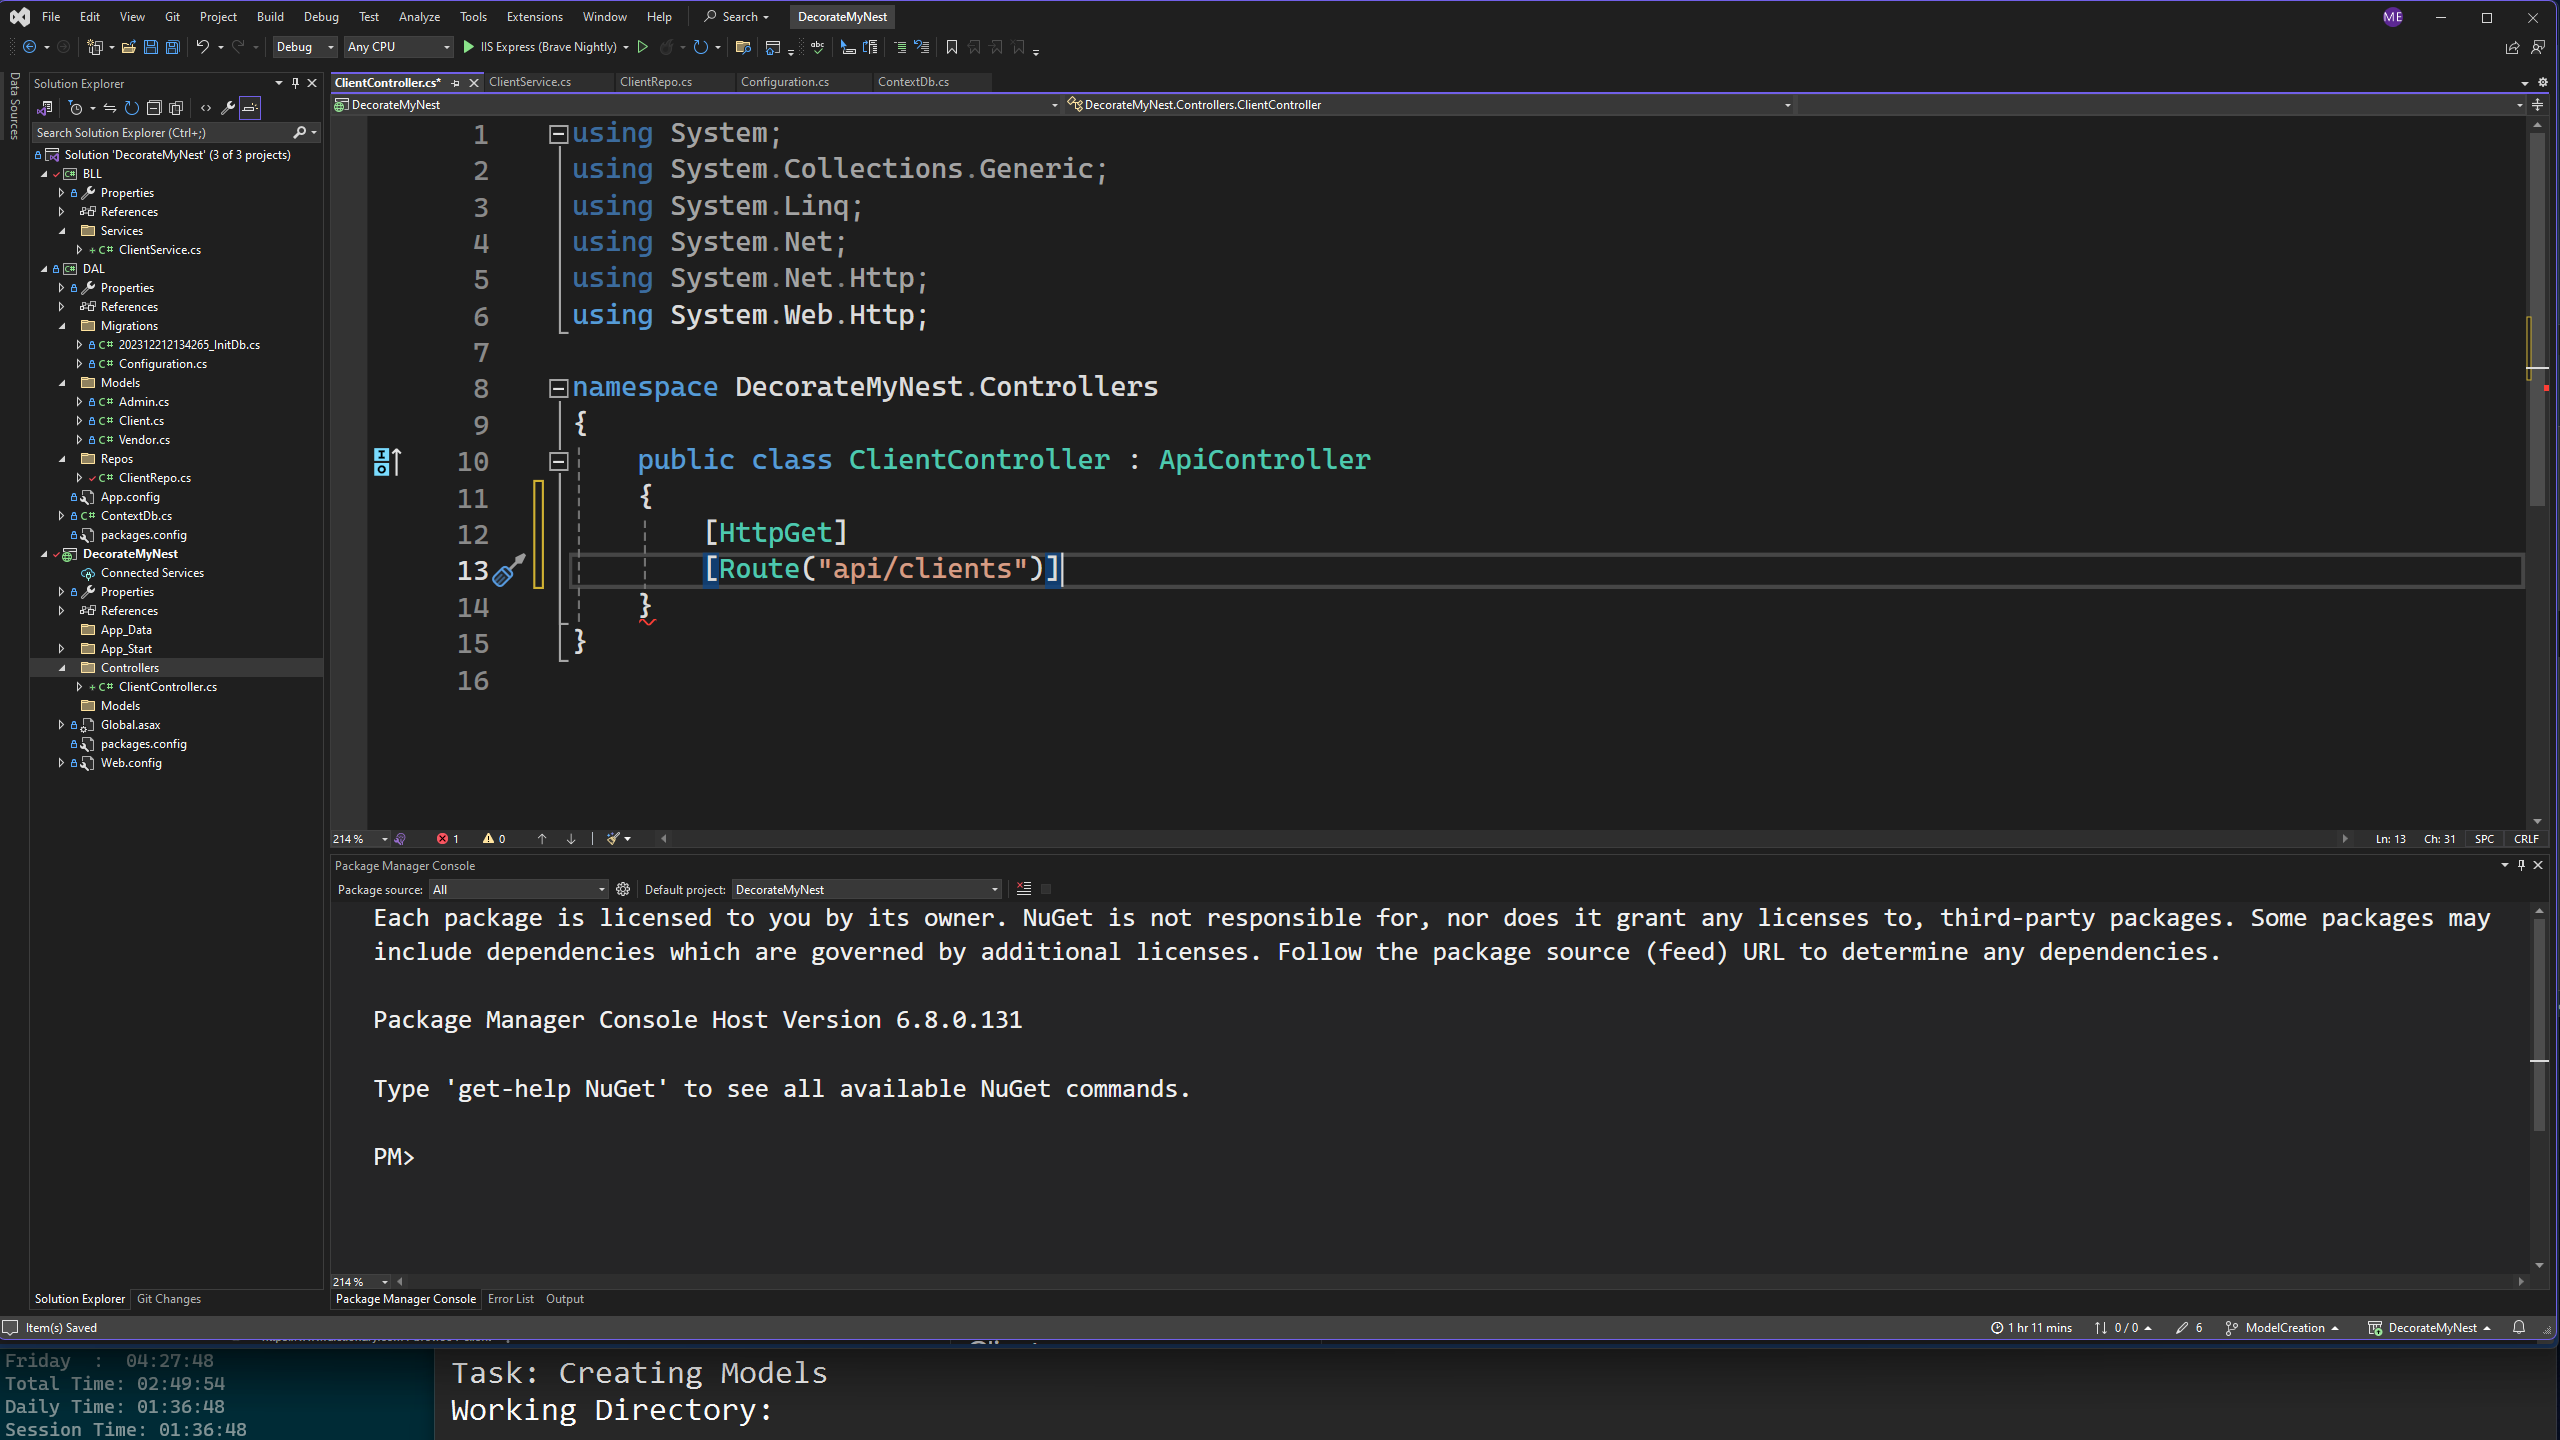 File Edit View Git Project Build Debug Test Analyze Tools Extensions Window Help Search DecorateMyNest ME
Debug Any CPU IIS Express (Brave Nightly)
Data Sources
Solution Explorer
Search Solution Explorer (Ctrl+;)
Solution 'DecorateMyNest' (3 of 3 projects)
BLL
Properties
References
Services
C# ClientService.cs
DAL
Properties
References
Migrations
C# 202312212134265_InitDb.cs
C# Configuration.cs
Models
C# Admin.cs
C# Client.cs
C# Vendor.cs
Repos
C# ClientRepo.cs
App.config
C# ContextDb.cs
packages.config
DecorateMyNest
Connected Services
Properties
References
App_Data
App_Start
Controllers
C# ClientController.cs
Models
Global.asax
packages.config
Web.config
Solution Explorer Git Changes
ClientController.cs* ClientService.cs ClientRepo.cs Configuration.cs ContextDb.cs
DecorateMyNest DecorateMyNest.Controllers.ClientController
1 using System;
2 using System.Collections.Generic;
3 using System.Linq;
4 using System.Net;
5 using System.Net.Http;
6 using System.Web.Http;
7
8 namespace DecorateMyNest.Controllers
9 {
10 public class ClientController : ApiController
11 {
12 [HttpGet]
13 [Route("api/clients")]
14 }
15 }
16
214 % 1 0 Ln: 13 Ch: 31 SPC CRLF
Package Manager Console
Package source: All Default project: DecorateMyNest
Each package is licensed to you by its owner. NuGet is not responsible for, nor does it grant any licenses to, third-party packages. Some packages may
include dependencies which are governed by additional licenses. Follow the package source (feed) URL to determine any dependencies.
Package Manager Console Host Version 6.8.0.131
Type 'get-help NuGet' to see all available NuGet commands.
PM>
214 %
Package Manager Console Error List Output
Item(s) Saved 1 hr 11 mins 0 / 0 6 ModelCreation DecorateMyNest
Friday : 04:27:48
Total Time: 02:49:54
Daily Time: 01:36:48
Session Time: 01:36:48
Task: Creating Models
Working Directory: